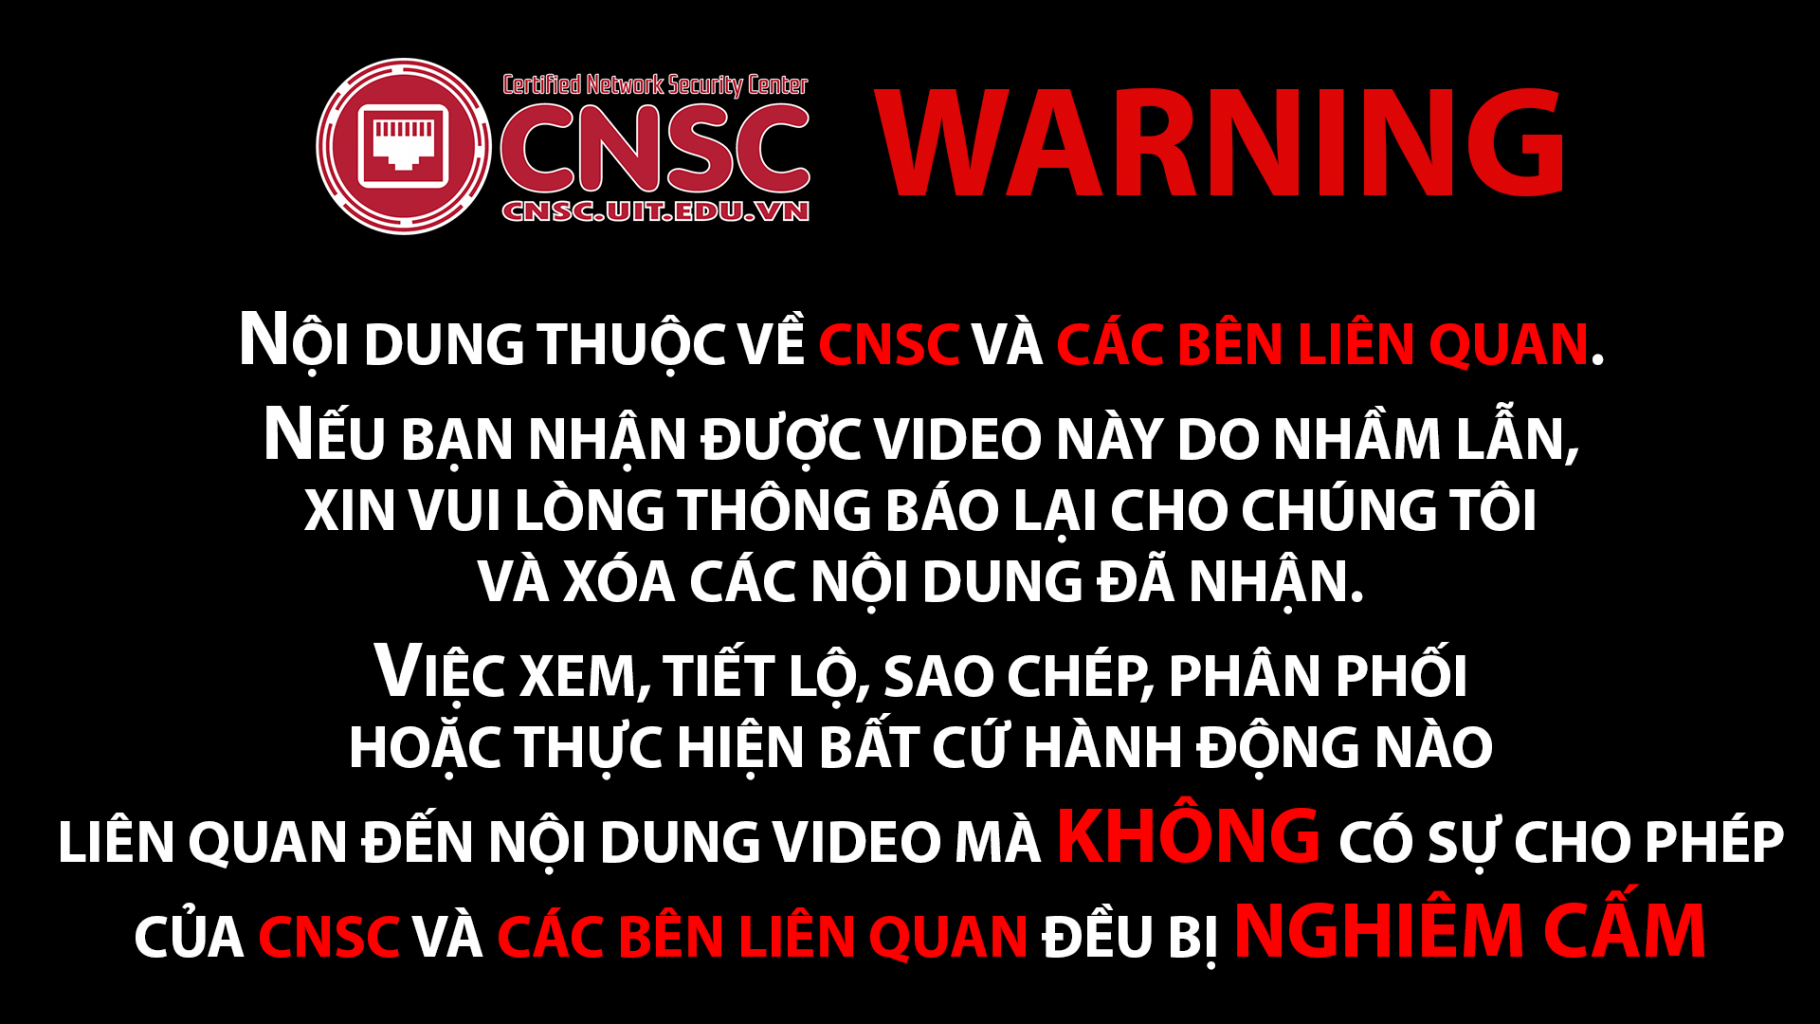 Certified Network Security Center
CNSC
CNSC.UIT.EDU.VN
WARNING
NỘI DUNG THUỘC VỀ CNSC VÀ CÁC BÊN LIÊN QUAN.
NẾU BẠN NHẬN ĐƯỢC VIDEO NÀY DO NHẦM LẪN,
XIN VUI LÒNG THÔNG BÁO LẠI CHO CHÚNG TÔI
VÀ XÓA CÁC NỘI DUNG ĐÃ NHẬN.
VIỆC XEM, TIẾT LỘ, SAO CHÉP, PHÂN PHỐI
HOẶC THỰC HIỆN BẤT CỨ HÀNH ĐỘNG NÀO
LIÊN QUAN ĐẾN NỘI DUNG VIDEO MÀ KHÔNG CÓ SỰ CHO PHÉP
CỦA CNSC VÀ CÁC BÊN LIÊN QUAN ĐỀU BỊ NGHIÊM CẤM